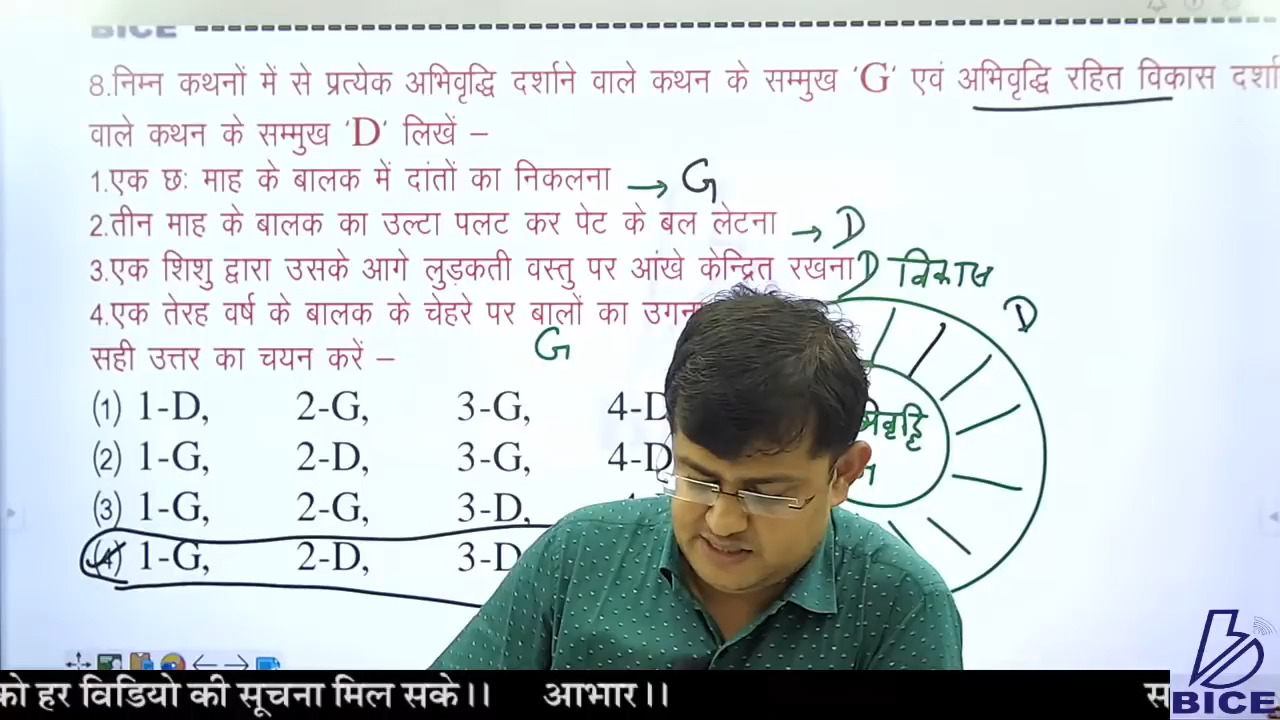 BICE
8.निम्न कथनों में से प्रत्येक अभिवृद्धि दर्शाने वाले कथन के सम्मुख 'G' एवं अभिवृद्धि रहित विकास दर्शा
वाले कथन के सम्मुख 'D' लिखें –
1.एक छः माह के बालक में दांतों का निकलना → G
2.तीन माह के बालक का उल्टा पलट कर पेट के बल लेटना → D
3.एक शिशु द्वारा उसके आगे लुड़कती वस्तु पर आंखे केन्द्रित रखना D विकास
4.एक तेरह वर्ष के बालक के चेहरे पर बालों का उगना D
सही उत्तर का चयन करें – G
(1) 1-D, 2-G, 3-G, 4-D
(2) 1-G, 2-D, 3-G, 4-D
(3) 1-G, 2-G, 3-D,
(4) 1-G, 2-D, 3-D
को हर विडियो की सूचना मिल सके।। आभार।। स
BICE